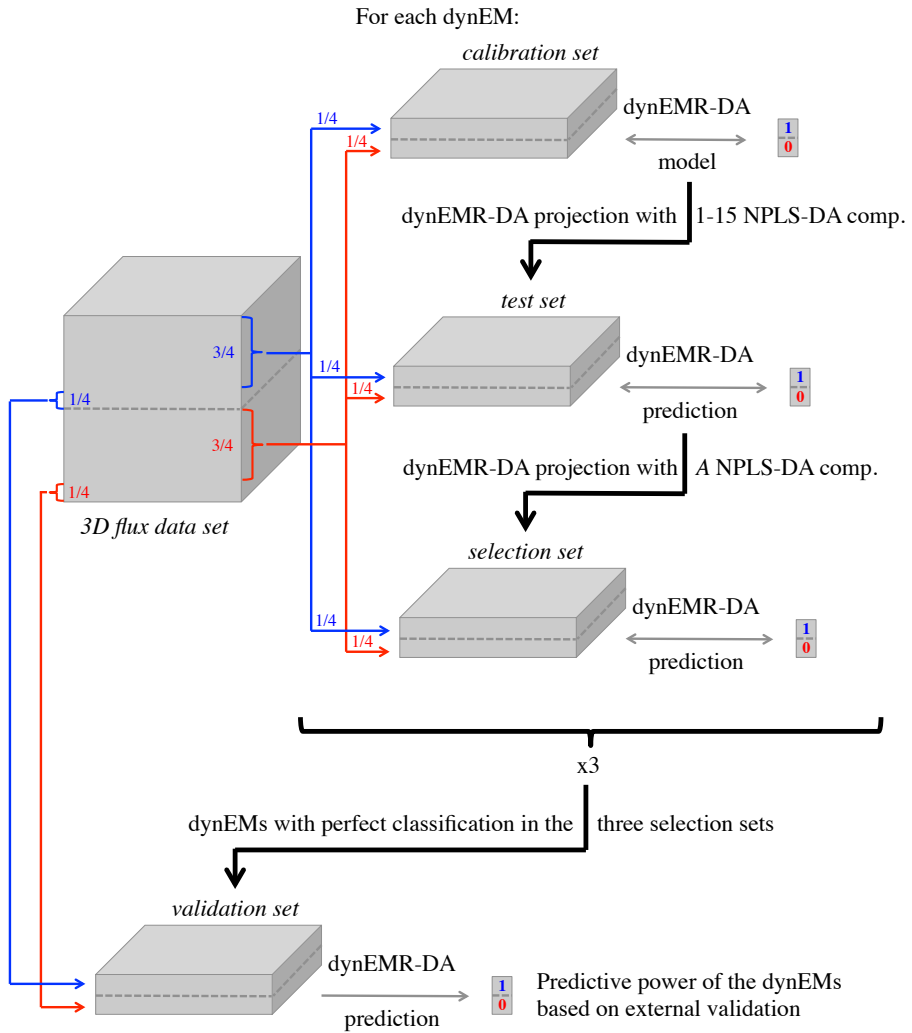 For each dynEM:
calibration set
1/4
1/4
dynEMR-DA
model
1
0
dynEMR-DA projection with 1-15 NPLS-DA comp.
test set
3/4
1/4
1/4
dynEMR-DA
prediction
1
0
1/4
3/4
1/4
3D flux data set
dynEMR-DA projection with A NPLS-DA comp.
selection set
1/4
1/4
dynEMR-DA
prediction
1
0
x3
dynEMs with perfect classification in the three selection sets
validation set
dynEMR-DA
prediction
1
0
Predictive power of the dynEMs
based on external validation